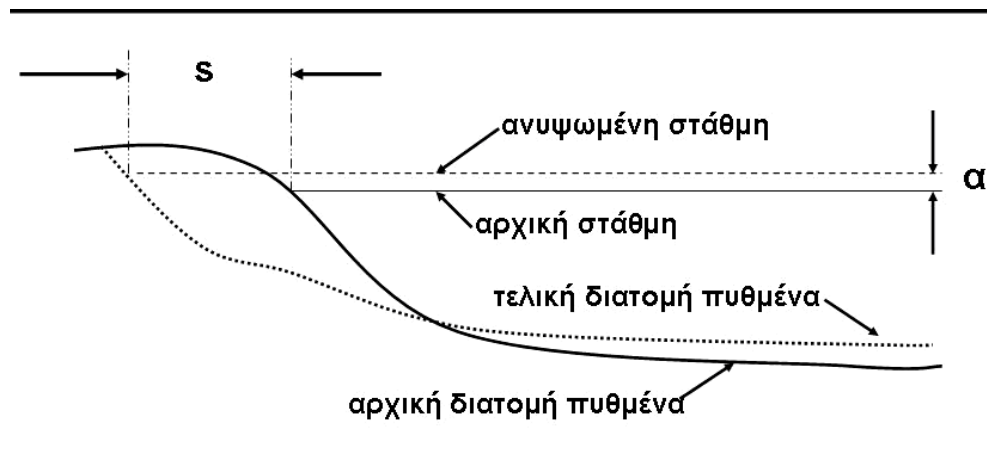 s
ανυψωμένη στάθμη
α
αρχική στάθμη
τελική διατομή πυθμένα
αρχική διατομή πυθμένα